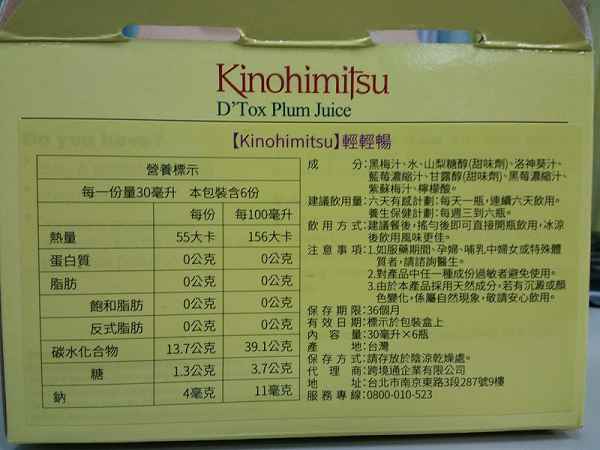 Kinohimitsu
D'Tox Plum Juice
【Kinohimitsu】輕輕暢
營養標示
每一份量30毫升 本包裝含6份
每份 每100毫升
熱量 55大卡 156大卡
蛋白質 0公克 0公克
脂肪 0公克 0公克
飽和脂肪 0公克 0公克
反式脂肪 0公克 0公克
碳水化合物 13.7公克 39.1公克
糖 1.3公克 3.7公克
鈉 4毫克 11毫克
成分:黑梅汁、水、山梨糖醇(甜味劑)、洛神葵汁、
藍莓濃縮汁、甘露醇(甜味劑)、黑莓濃縮汁、
紫蘇梅汁、檸檬酸。
建議飲用量:六天有感計劃:每天一瓶,連續六天飲用。
養生保健計劃:每週三到六瓶。
飲用方式:建議餐後,搖勻後即可直接開瓶飲用,冰涼
後飲用風味更佳。
注意事項:1.如服藥期間、孕婦、哺乳中婦女或特殊體
質者,請諮詢醫生。
2.對產品中任一種成份過敏者避免使用。
3.由於本產品採用天然成分,若有沉澱或顏
色變化,係屬自然現象,敬請安心飲用。
保存期限:36個月
有效日期:標示於包裝盒上
內容量:30毫升×6瓶
產地:台灣
保存方式:請存放於陰涼乾燥處。
代理商:跨境通企業有限公司
地址:台北市南京東路3段287號9樓
服務專線:0800-010-523